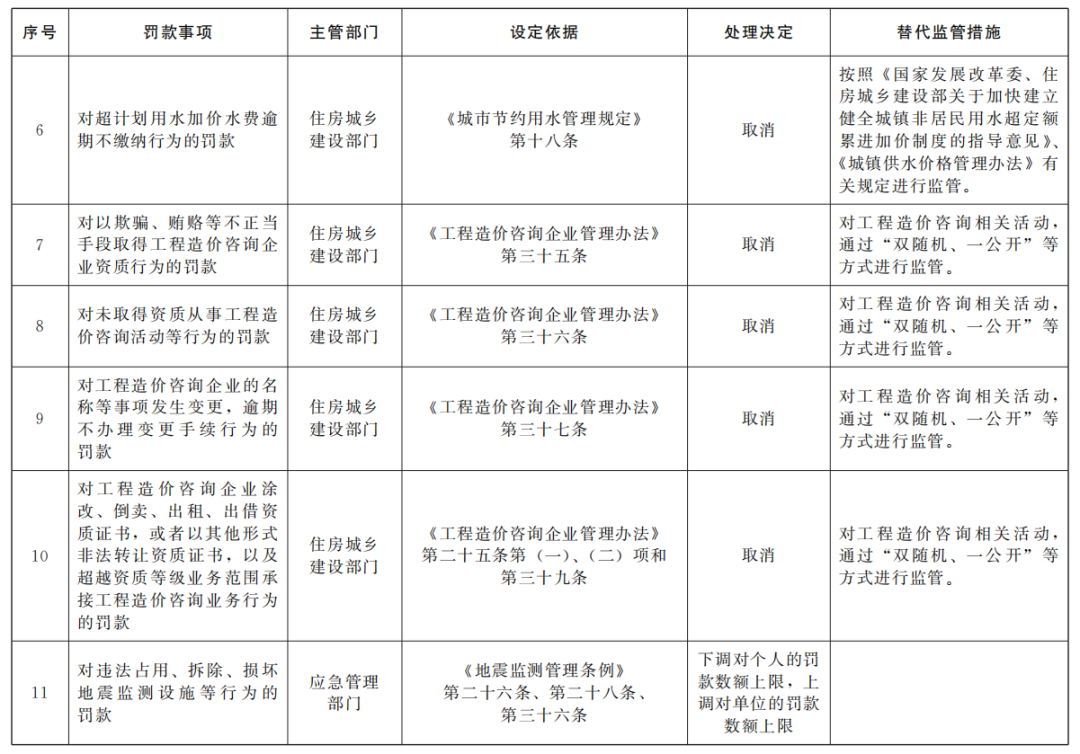 序号
罚款事项
主管部门
设定依据
处理决定
替代监管措施
6
对超计划用水加价水费逾
期不缴纳行为的罚款
住房城乡
建设部门
《城市节约用水管理规定》
第十八条
取消
按照《国家发展改革委、住
房城乡建设部关于加快建立
健全城镇非居民用水超定额
累进加价制度的指导意见》、
《城镇供水价格管理办法》有
关规定进行监管。
7
对以欺骗、贿赂等不正当
手段取得工程造价咨询企
业资质行为的罚款
住房城乡
建设部门
《工程造价咨询企业管理办法》
第三十五条
取消
对工程造价咨询相关活动，
通过“双随机、一公开”等
方式进行监管。
8
对未取得资质从事工程造
价咨询活动等行为的罚款
住房城乡
建设部门
《工程造价咨询企业管理办法》
第三十六条
取消
对工程造价咨询相关活动，
通过“双随机、一公开”等
方式进行监管。
9
对工程造价咨询企业的名
称等事项发生变更，逾期
不办理变更手续行为的
罚款
住房城乡
建设部门
《工程造价咨询企业管理办法》
第三十七条
取消
对工程造价咨询相关活动，
通过“双随机、一公开”等
方式进行监管。
10
对工程造价咨询企业涂
改、倒卖、出租、出借资
质证书，或者以其他形式
非法转让资质证书，以及
超越资质等级业务范围承
接工程造价咨询业务行为
的罚款
住房城乡
建设部门
《工程造价咨询企业管理办法》
第二十五条第（一）、（二）项和
第三十九条
取消
对工程造价咨询相关活动，
通过“双随机、一公开”等
方式进行监管。
11
对违法占用、拆除、损坏
地震监测设施等行为的
罚款
应急管理
部门
《地震监测管理条例》
第二十六条、第二十八条、
第三十六条
下调对个人的罚
款数额上限，上
调对单位的罚款
数额上限